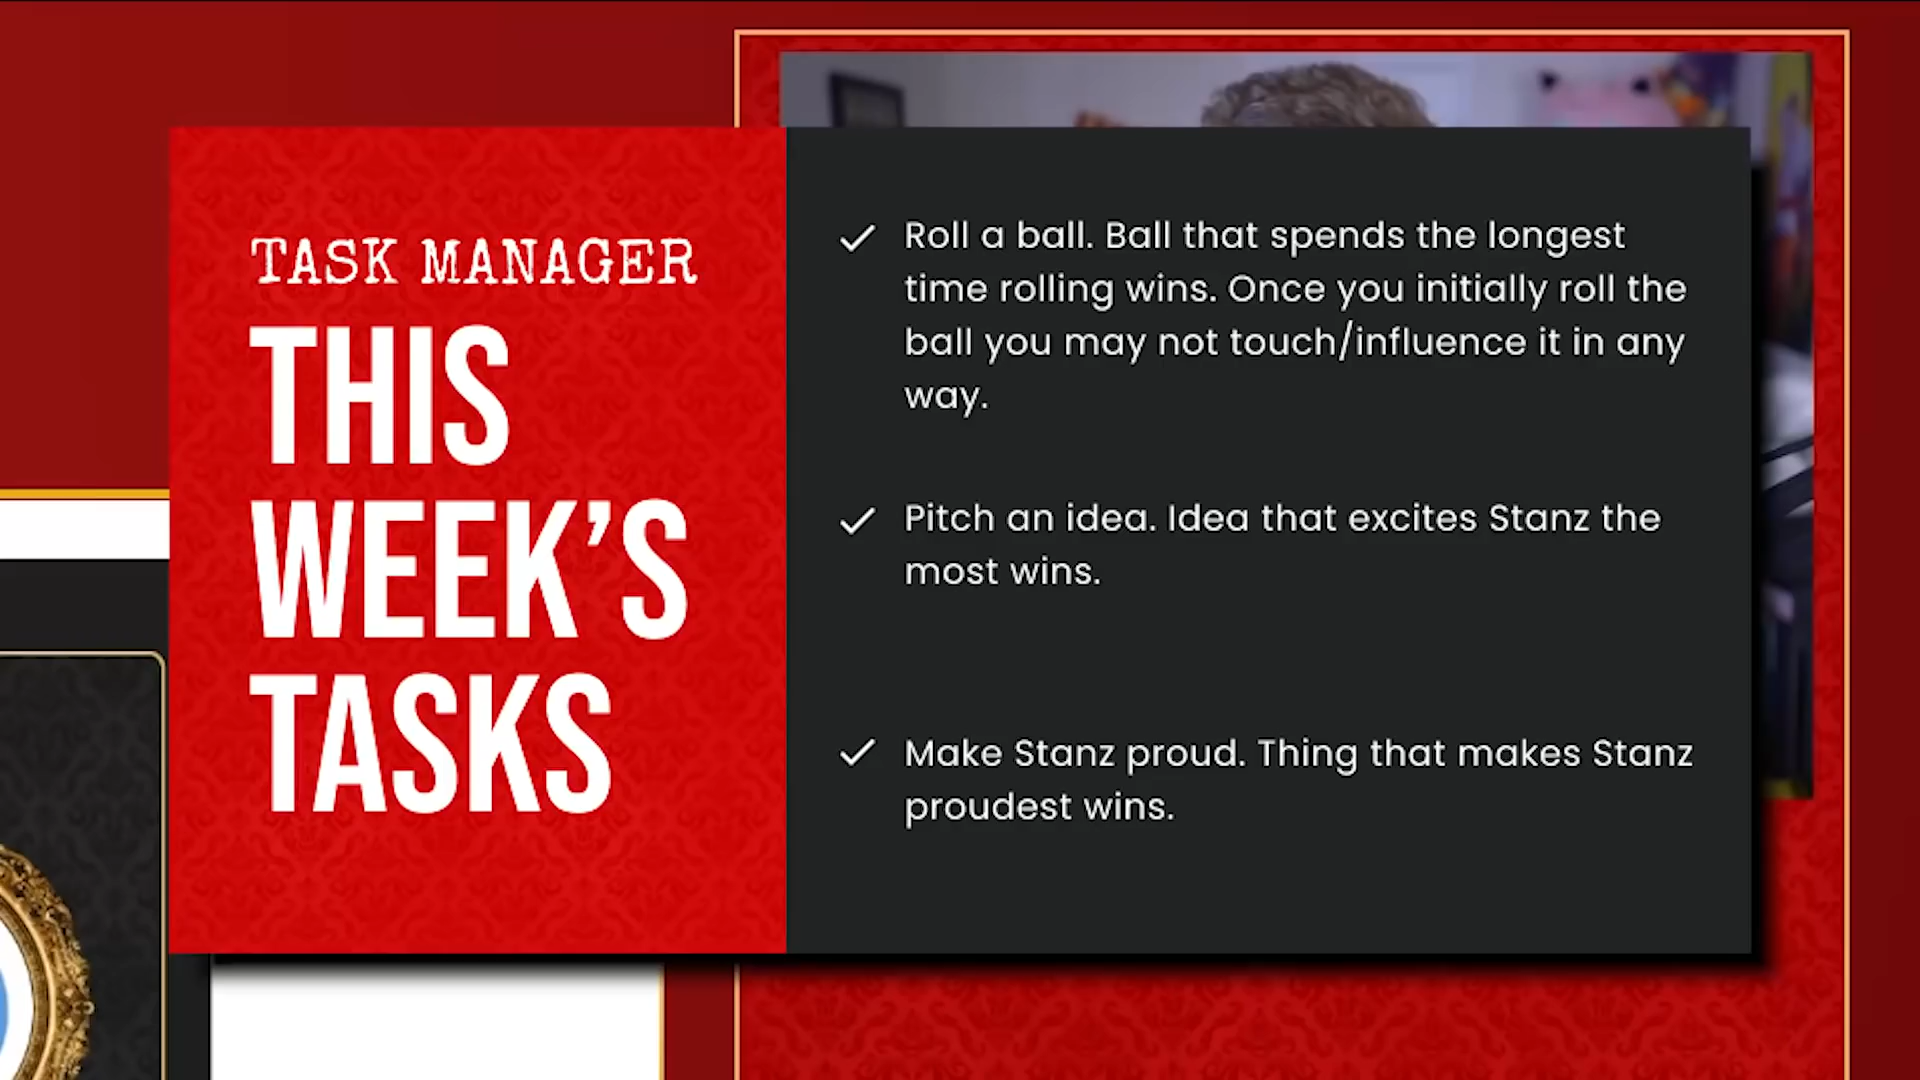 TASK MANAGER
THIS
WEEK’S
TASKS
Roll a ball. Ball that spends the longest
time rolling wins. Once you initially roll the
ball you may not touch/influence it in any
way.
Pitch an idea. Idea that excites Stanz the
most wins.
Make Stanz proud. Thing that makes Stanz
proudest wins.